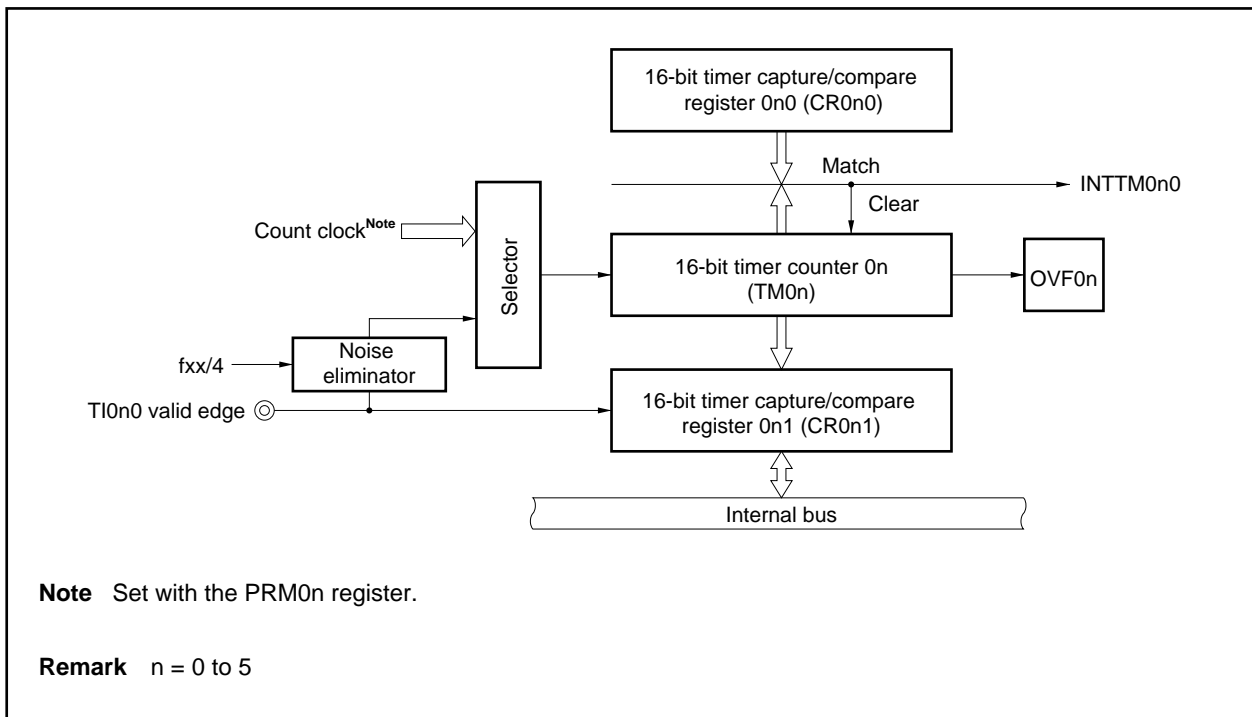 16-bit timer capture/compare
register 0n0 (CR0n0)
Match
INTTM0n0
Clear
Count clockNote
Selector
16-bit timer counter 0n
(TM0n)
OVF0n
fxx/4
Noise
eliminator
TI0n0 valid edge
16-bit timer capture/compare
register 0n1 (CR0n1)
Internal bus
Note Set with the PRM0n register.
Remark n = 0 to 5